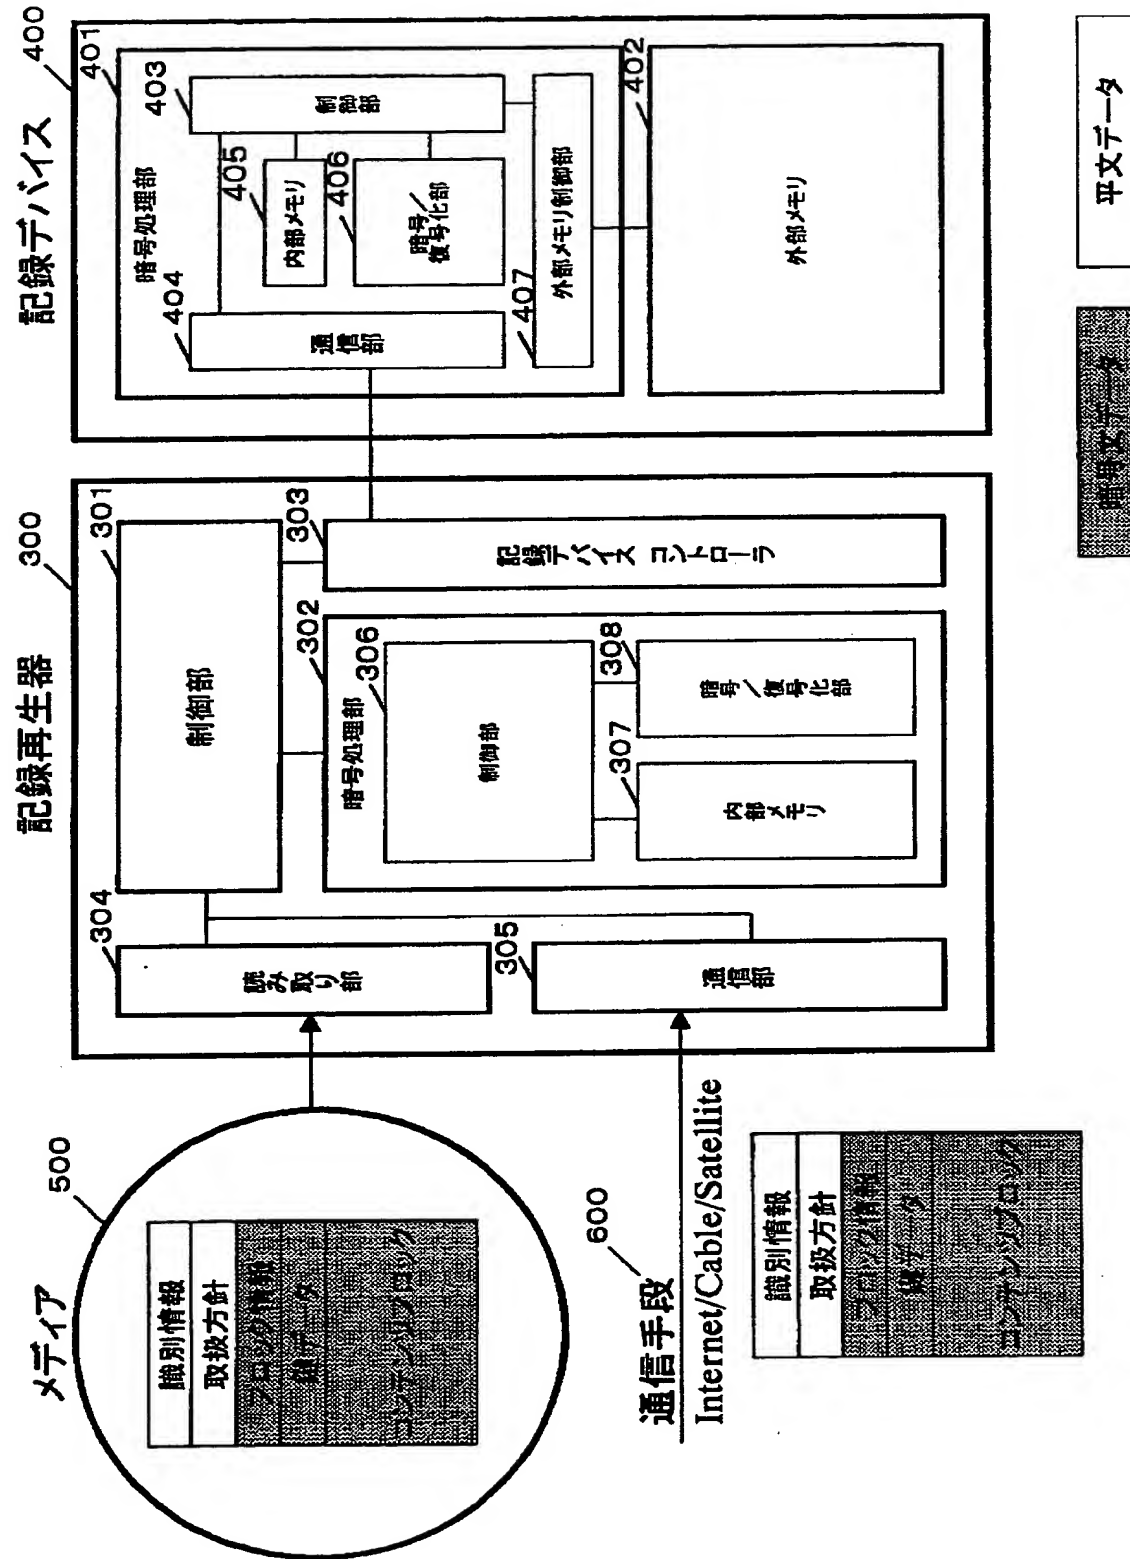 メディア
500
識別情報
取扱方針
ブロック情報
鍵データ
コンテンツブロック
通信手段
600
Internet/Cable/Satellite
識別情報
取扱方針
ブロック情報
鍵データ
コンテンツブロック
記録再生器
300
301
制御部
302
暗号処理部
303
記録デバイス コントローラ
304
読み取り部
305
通信部
306
制御部
307
内部メモリ
308
暗号/
復号化部
記録デバイス
400
401
暗号処理部
402
外部メモリ
403
制御部
404
通信部
405
内部メモリ
406
暗号/
復号化部
407
外部メモリ制御部
暗号文データ
平文データ